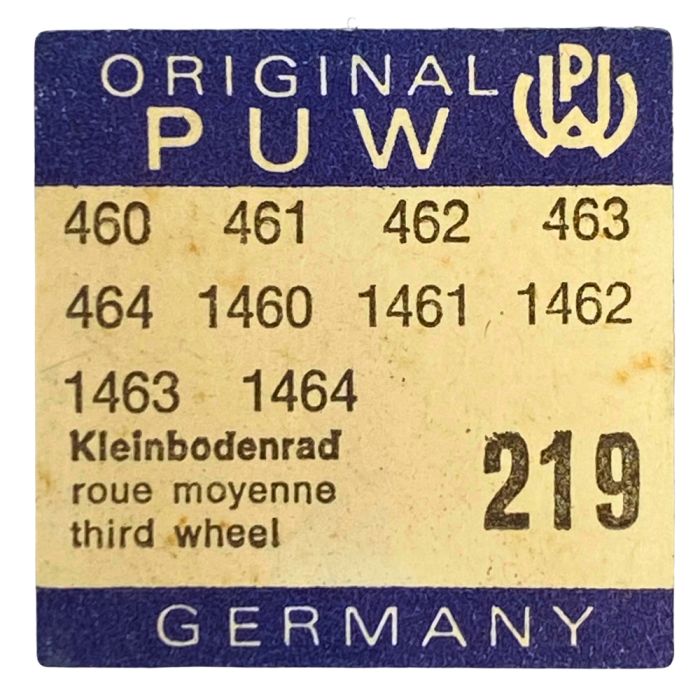 ORIGINAL
PUW
PUW
460 461 462 463
464 1460 1461 1462
1463 1464
Kleinbodenrad
roue moyenne
third wheel
219
GERMANY